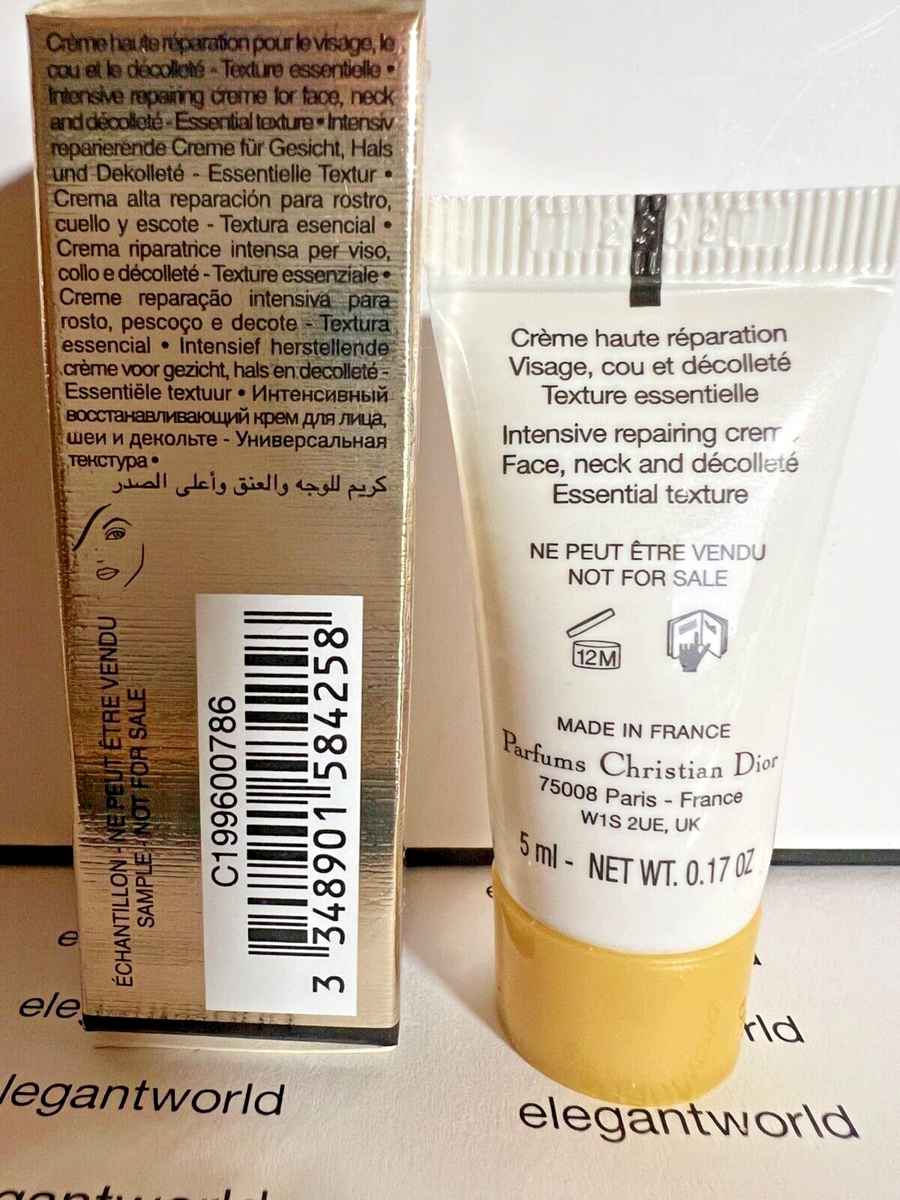 Crème haute réparation pour le visage, le
cou et le décolleté - Texture essentielle •
Intensive repairing creme for face, neck
and décolleté - Essential texture • Intensiv
reparierende Creme für Gesicht, Hals
und Dekolleté - Essentielle Textur •
Crema alta reparación para rostro,
cuello y escote - Textura esencial •
Crema riparatrice intensa per viso,
collo e décolleté - Texture essenziale •
Creme reparação intensiva para
rosto, pescoço e decote - Textura
essencial • Intensief herstellende
crème voor gezicht, hals en decolleté -
Essentiële textuur • Интенсивный
восстанавливающий крем для лица,
шеи и декольте - Универсальная
текстура •
كريم للوجه والعنق وأعلى الصدر
ÉCHANTILLON - NE PEUT ÊTRE VENDU
SAMPLE - NOT FOR SALE
C199600786
3 348901 584258
Crème haute réparation
Visage, cou et décolleté
Texture essentielle
Intensive repairing creme
Face, neck and décolleté
Essential texture
NE PEUT ÊTRE VENDU
NOT FOR SALE
12M
MADE IN FRANCE
Parfums Christian Dior
75008 Paris - France
W1S 2UE, UK
5 ml - NET WT. 0.17 OZ
elegantworld
elegantworld